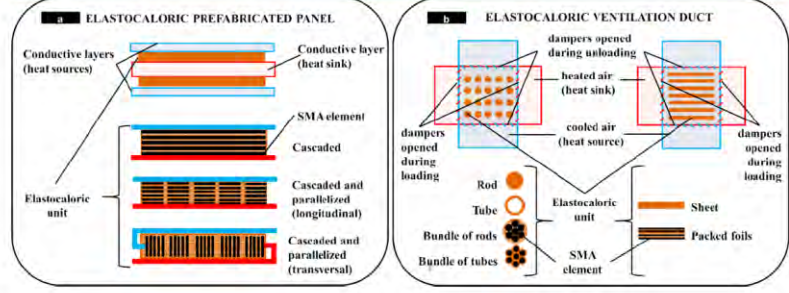 a ELASTOCALORIC PREFABRICATED PANEL
Conductive layers
(heat sources)
Conductive layer
(heat sink)
SMA element
Cascaded
Elastocaloric
unit
Cascaded and
parallelized
(longitudinal)
Cascaded and
parallelized
(transversal)
b ELASTOCALORIC VENTILATION DUCT
dampers opened
during unloading
heated air
(heat sink)
cooled air
(heat source)
dampers
opened
during
loading
dampers
opened
during
loading
Rod
Tube
Bundle of rods
Bundle of tubes
Elastocaloric
unit
SMA
element
Sheet
Packed foils